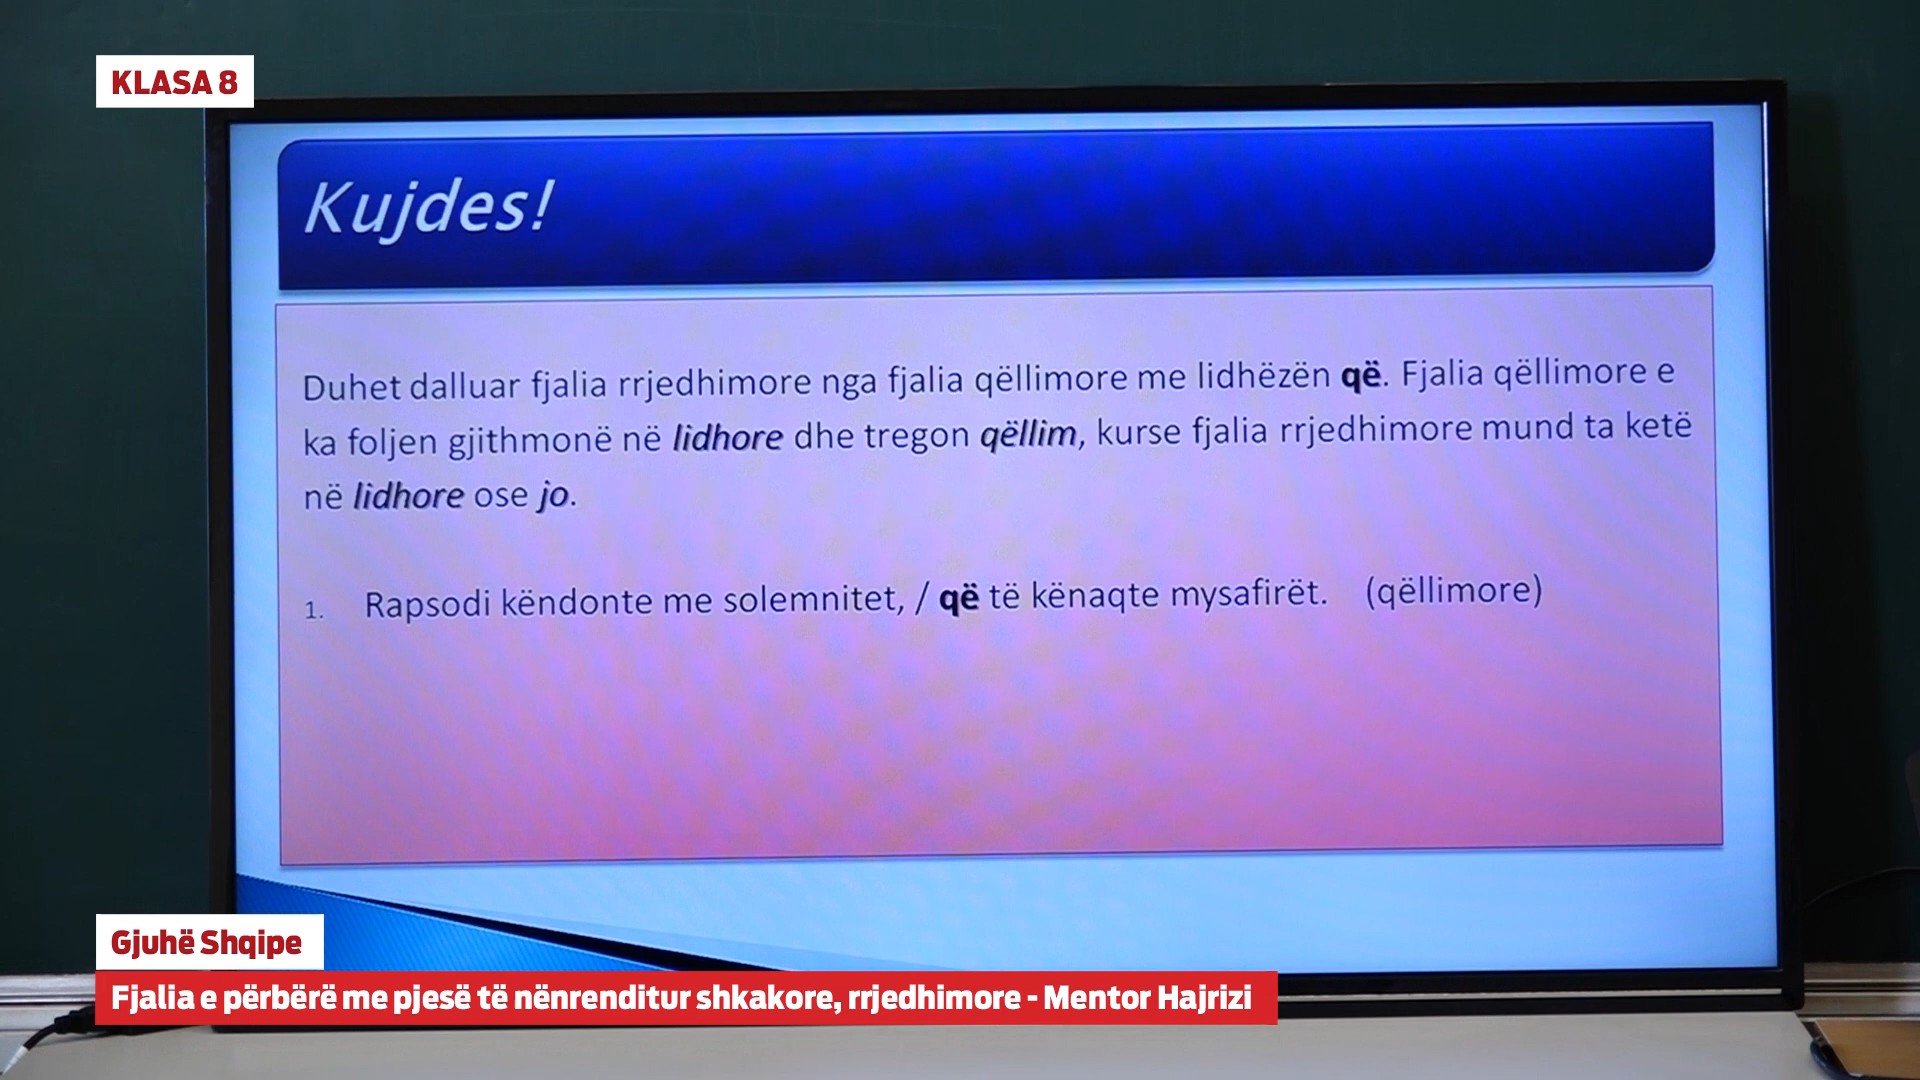 KLASA 8
Kujdes!
Duhet dalluar fjalia rrjedhimore nga fjalia qëllimore me lidhëzën që. Fjalia qëllimore e
ka foljen gjithmonë në lidhore dhe tregon qëllim, kurse fjalia rrjedhimore mund ta ketë
në lidhore ose jo.
1. Rapsodi këndonte me solemnitet, / që të kënaqte mysafirët. (qëllimore)
Gjuhë Shqipe
Fjalia e përbërë me pjesë të nënrenditur shkakore, rrjedhimore - Mentor Hajrizi